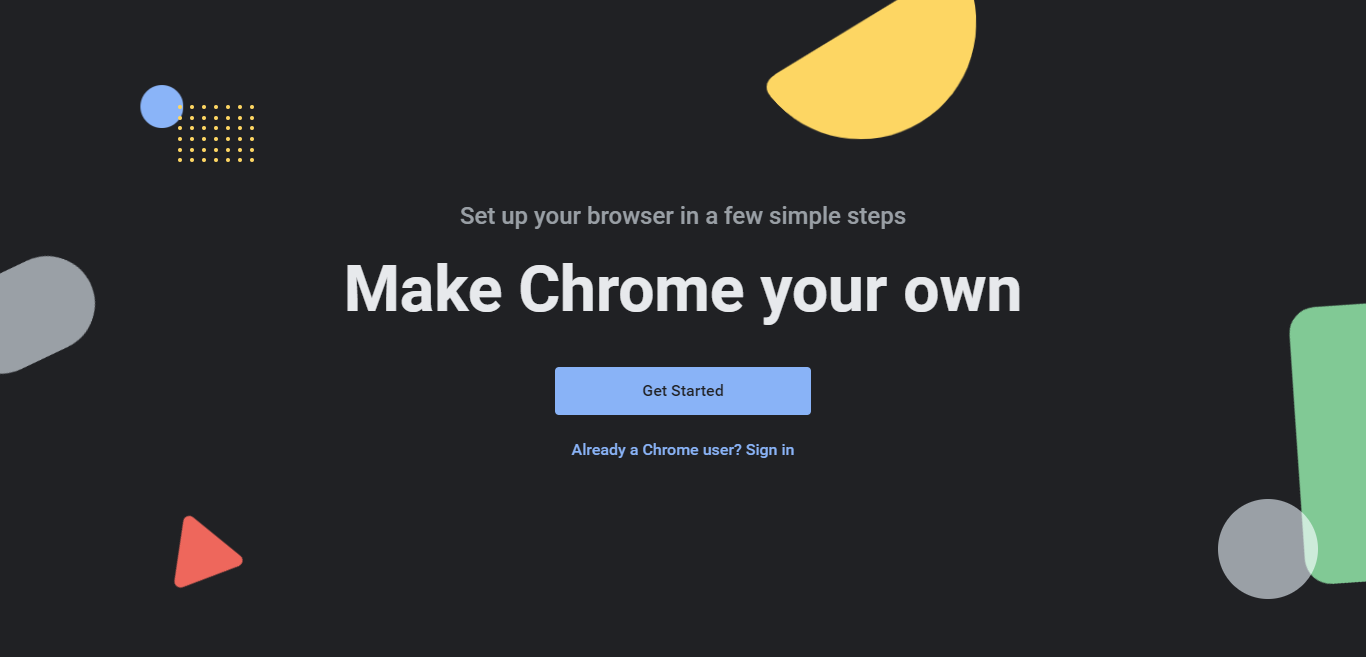 Set up your browser in a few simple steps
Make Chrome your own
Get Started
Already a Chrome user? Sign in